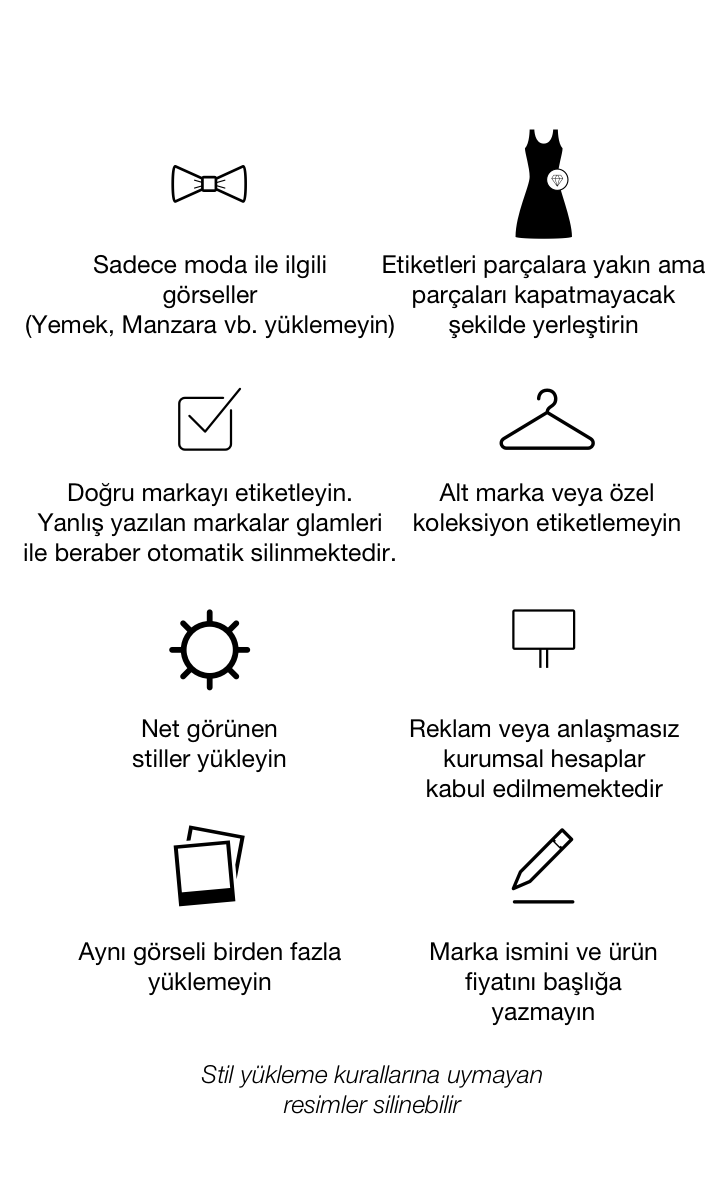 Sadece moda ile ilgili
görseller
(Yemek, Manzara vb. yüklemeyin)
Etiketleri parçalara yakın ama
parçaları kapatmayacak
şekilde yerleştirin
Doğru markayı etiketleyin.
Yanlış yazılan markalar glamleri
ile beraber otomatik silinmektedir.
Alt marka veya özel
koleksiyon etiketlemeyin
Net görünen
stiller yükleyin
Reklam veya anlaşmasız
kurumsal hesaplar
kabul edilmemektedir
Aynı görseli birden fazla
yüklemeyin
Marka ismini ve ürün
fiyatını başlığa
yazmayın
Stil yükleme kurallarına uymayan
resimler silinebilir